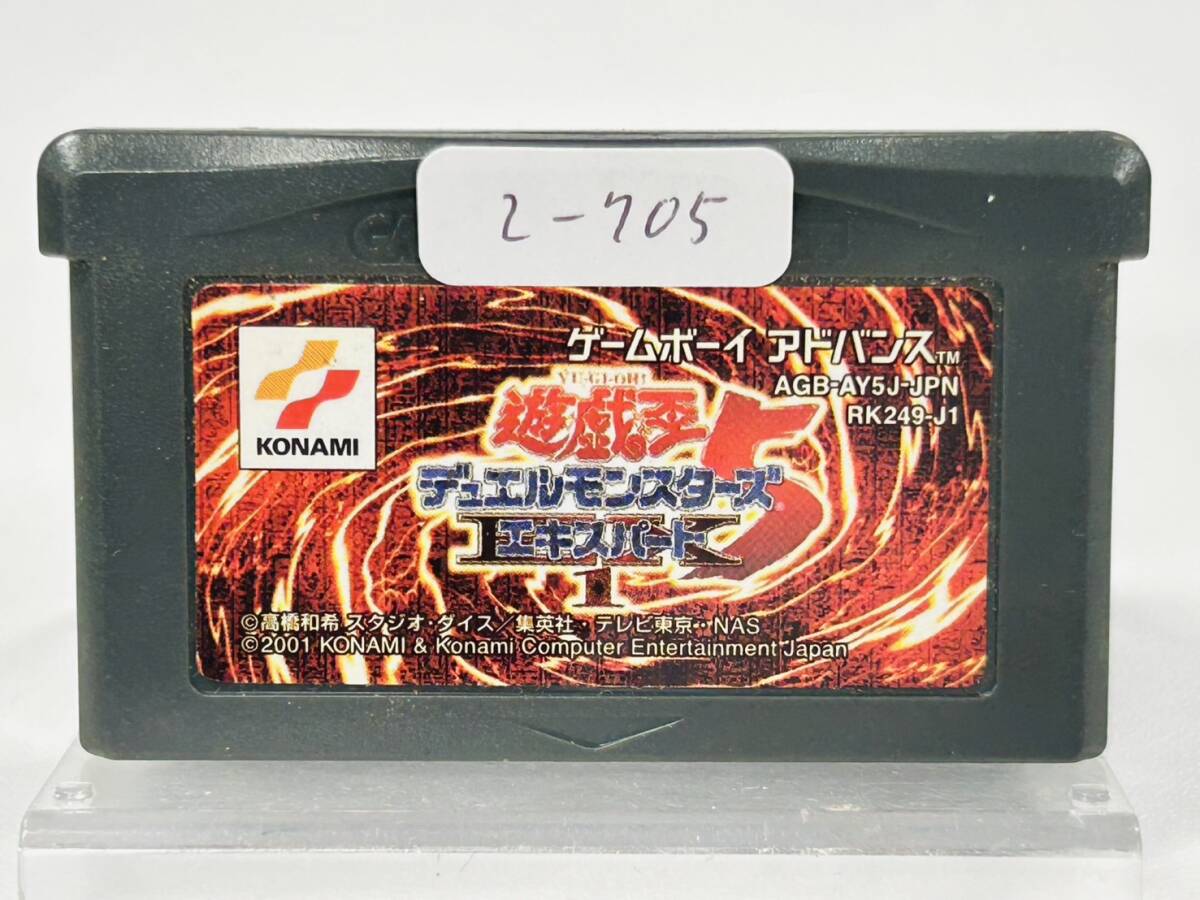 2-705
ゲームボーイ アドバンス™
AGB-AY5J-JPN
RK249-J1
KONAMI
YU-GI-OH!
遊戯王
5
デュエルモンスターズ
エキスパート
1
©高橋和希 スタジオ・ダイス/集英社・テレビ東京・NAS
©2001 KONAMI & Konami Computer Entertainment Japan